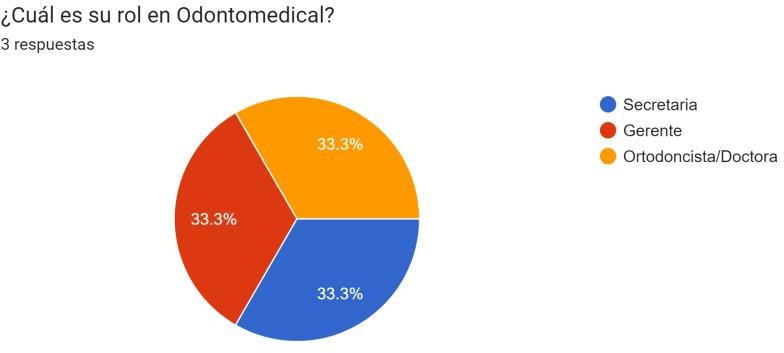 ¿Cuál es su rol en Odontomedical?
3 respuestas
33.3%
33.3%
33.3%
Secretaria
Gerente
Ortodoncista/Doctora